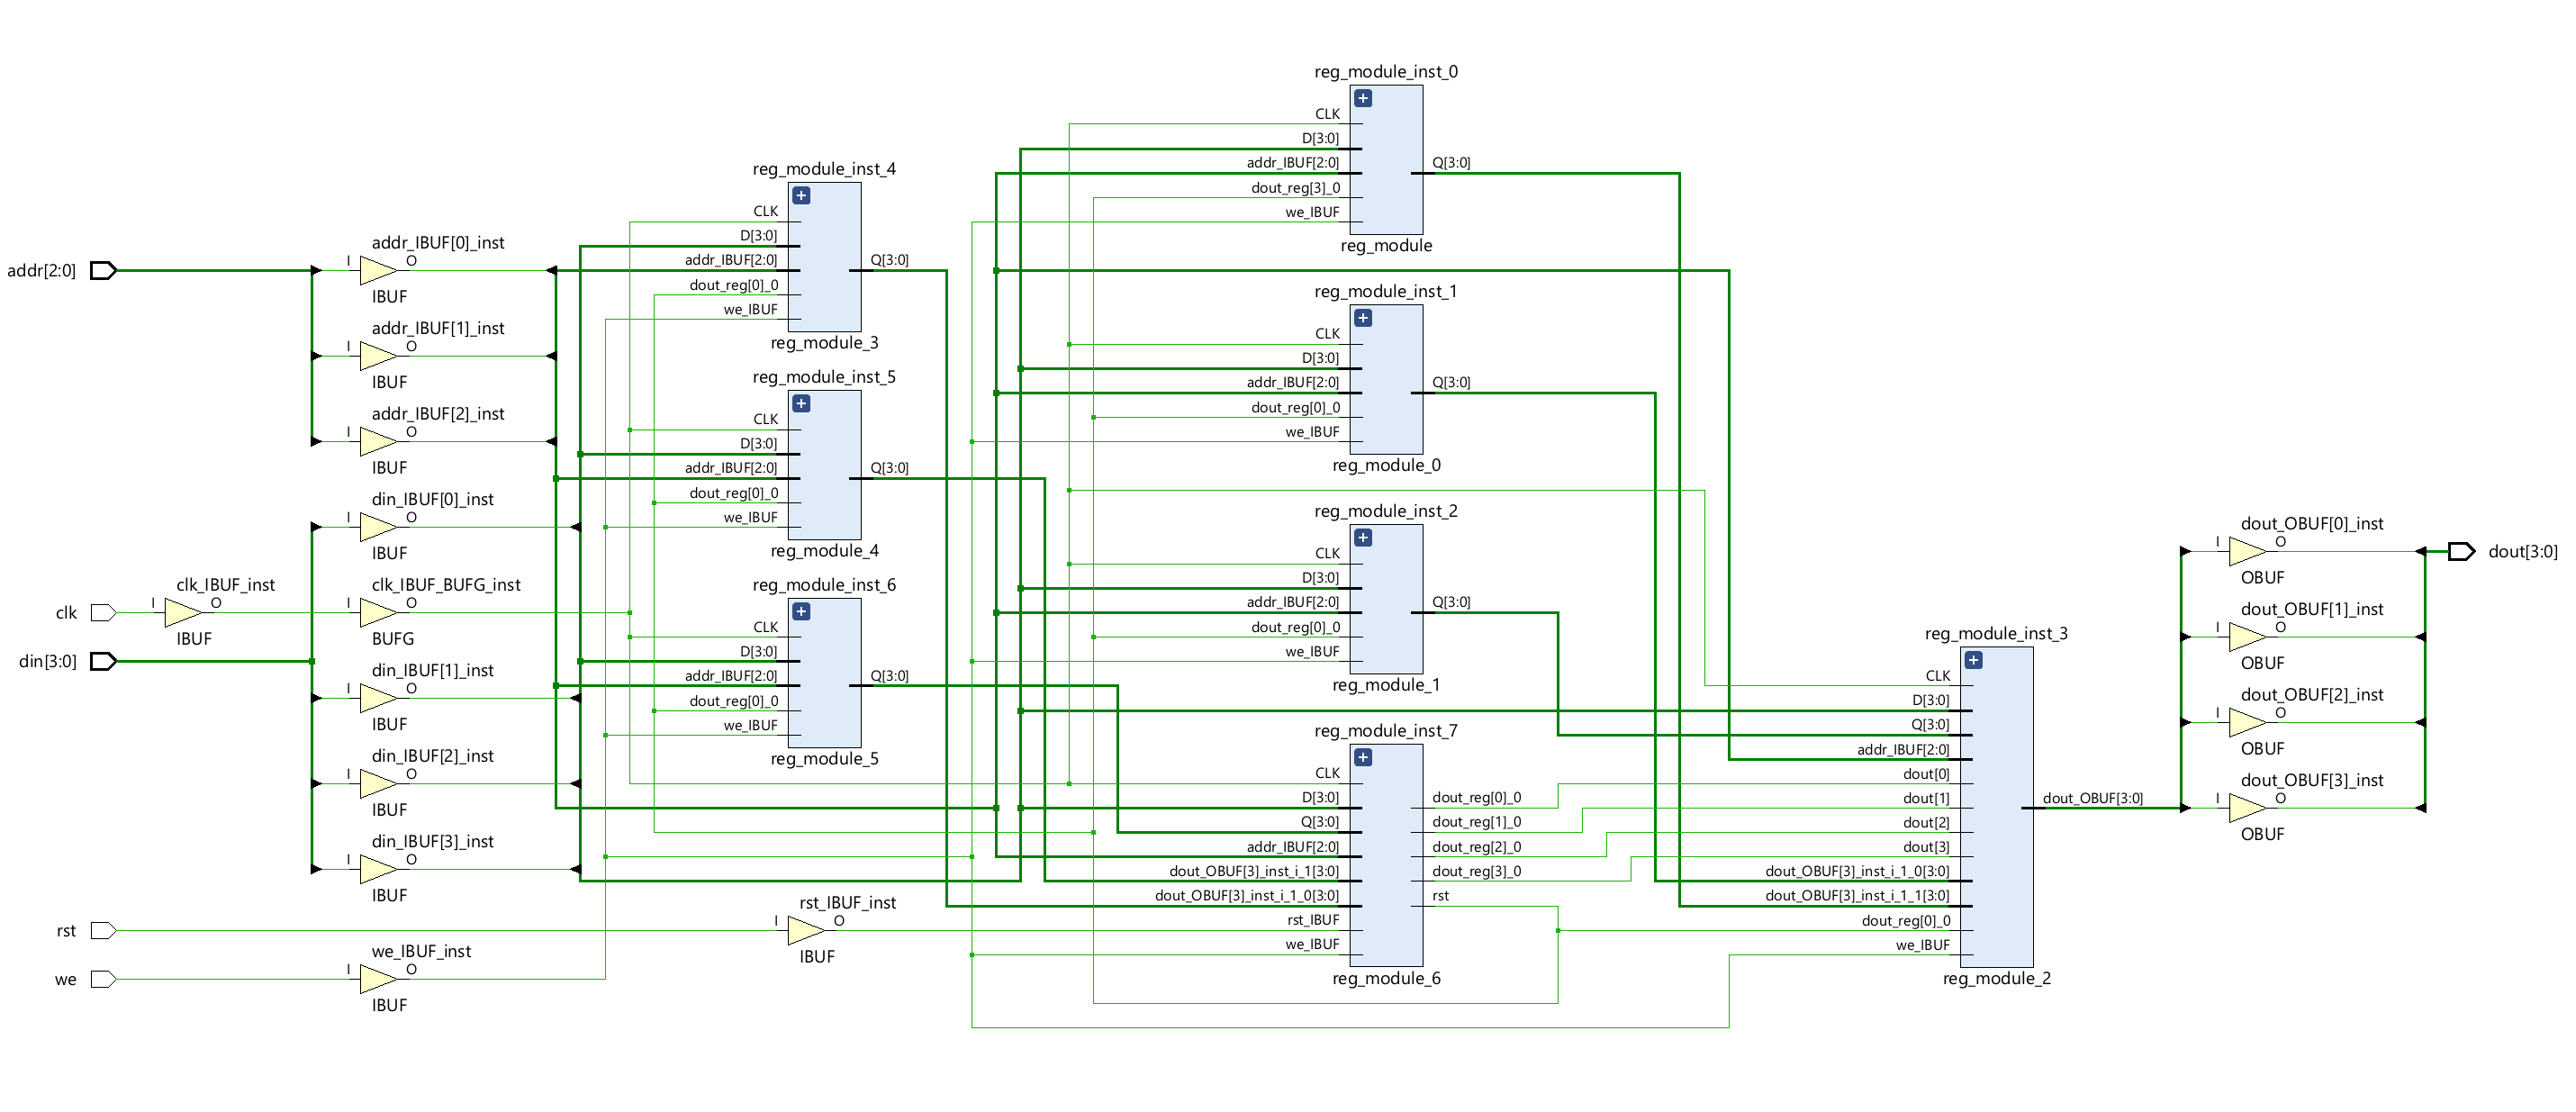 addr[2:0]
clk
din[3:0]
rst
we
clk_IBUF_inst
I
O
IBUF
addr_IBUF[0]_inst
I
O
IBUF
addr_IBUF[1]_inst
I
O
IBUF
addr_IBUF[2]_inst
I
O
IBUF
din_IBUF[0]_inst
I
O
IBUF
clk_IBUF_BUFG_inst
I
O
BUFG
din_IBUF[1]_inst
I
O
IBUF
din_IBUF[2]_inst
I
O
IBUF
din_IBUF[3]_inst
I
O
IBUF
we_IBUF_inst
I
O
IBUF
reg_module_inst_4
CLK
D[3:0]
addr_IBUF[2:0]
dout_reg[0]_0
we_IBUF
Q[3:0]
reg_module_3
reg_module_inst_5
CLK
D[3:0]
addr_IBUF[2:0]
dout_reg[0]_0
we_IBUF
Q[3:0]
reg_module_4
reg_module_inst_6
CLK
D[3:0]
addr_IBUF[2:0]
dout_reg[0]_0
we_IBUF
Q[3:0]
reg_module_5
rst_IBUF_inst
I
O
IBUF
reg_module_inst_0
CLK
D[3:0]
addr_IBUF[2:0]
dout_reg[3]_0
we_IBUF
Q[3:0]
reg_module
reg_module_inst_1
CLK
D[3:0]
addr_IBUF[2:0]
dout_reg[0]_0
we_IBUF
Q[3:0]
reg_module_0
reg_module_inst_2
CLK
D[3:0]
addr_IBUF[2:0]
dout_reg[0]_0
we_IBUF
Q[3:0]
reg_module_1
reg_module_inst_7
CLK
D[3:0]
Q[3:0]
addr_IBUF[2:0]
dout_OBUF[3]_inst_i_1[3:0]
dout_OBUF[3]_inst_i_1_0[3:0]
rst_IBUF
we_IBUF
dout_reg[0]_0
dout_reg[1]_0
dout_reg[2]_0
dout_reg[3]_0
rst
reg_module_6
reg_module_inst_3
CLK
D[3:0]
Q[3:0]
addr_IBUF[2:0]
dout[0]
dout[1]
dout[2]
dout[3]
dout_OBUF[3]_inst_i_1_0[3:0]
dout_OBUF[3]_inst_i_1_1[3:0]
dout_reg[0]_0
we_IBUF
dout_OBUF[3:0]
reg_module_2
dout_OBUF[0]_inst
I
O
OBUF
dout_OBUF[1]_inst
I
O
OBUF
dout_OBUF[2]_inst
I
O
OBUF
dout_OBUF[3]_inst
I
O
OBUF
dout[3:0]